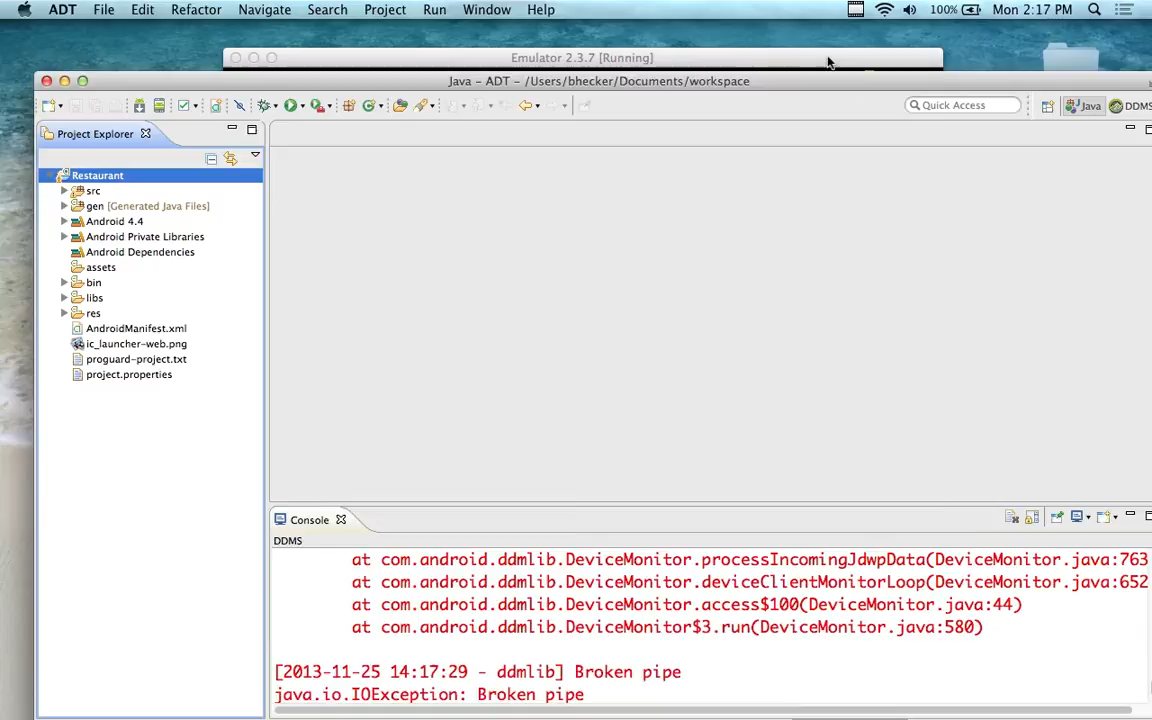 ADT File Edit Refactor Navigate Search Project Run Window Help 100% Mon 2:17 PM
Emulator 2.3.7 [Running]
Java – ADT – /Users/bhecker/Documents/workspace
Quick Access Java DDMS
Project Explorer
Restaurant
src
gen [Generated Java Files]
Android 4.4
Android Private Libraries
Android Dependencies
assets
bin
libs
res
AndroidManifest.xml
ic_launcher-web.png
proguard-project.txt
project.properties
Console
DDMS
at com.android.ddmlib.DeviceMonitor.processIncomingJdwpData(DeviceMonitor.java:763
at com.android.ddmlib.DeviceMonitor.deviceClientMonitorLoop(DeviceMonitor.java:652
at com.android.ddmlib.DeviceMonitor.access$100(DeviceMonitor.java:44)
at com.android.ddmlib.DeviceMonitor$3.run(DeviceMonitor.java:580)
[2013-11-25 14:17:29 - ddmlib] Broken pipe
java.io.IOException: Broken pipe